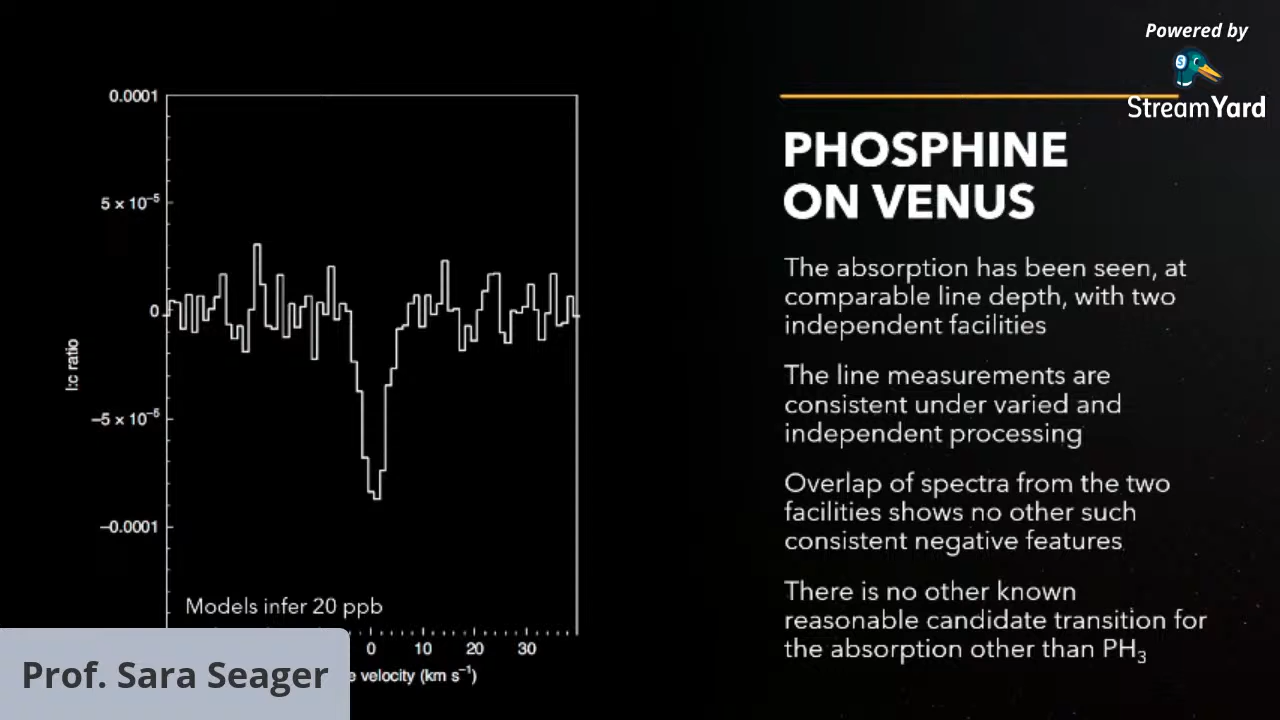 Powered by
StreamYard
PHOSPHINE
ON VENUS
The absorption has been seen, at
comparable line depth, with two
independent facilities
The line measurements are
consistent under varied and
independent processing
Overlap of spectra from the two
facilities shows no other such
consistent negative features
There is no other known
reasonable candidate transition for
the absorption other than PH₃
0.0001
5 × 10⁻⁵
0
−5 × 10⁻⁵
−0.0001
l:c ratio
Models infer 20 ppb
0 10 20 30
velocity (km s⁻¹)
Prof. Sara Seager